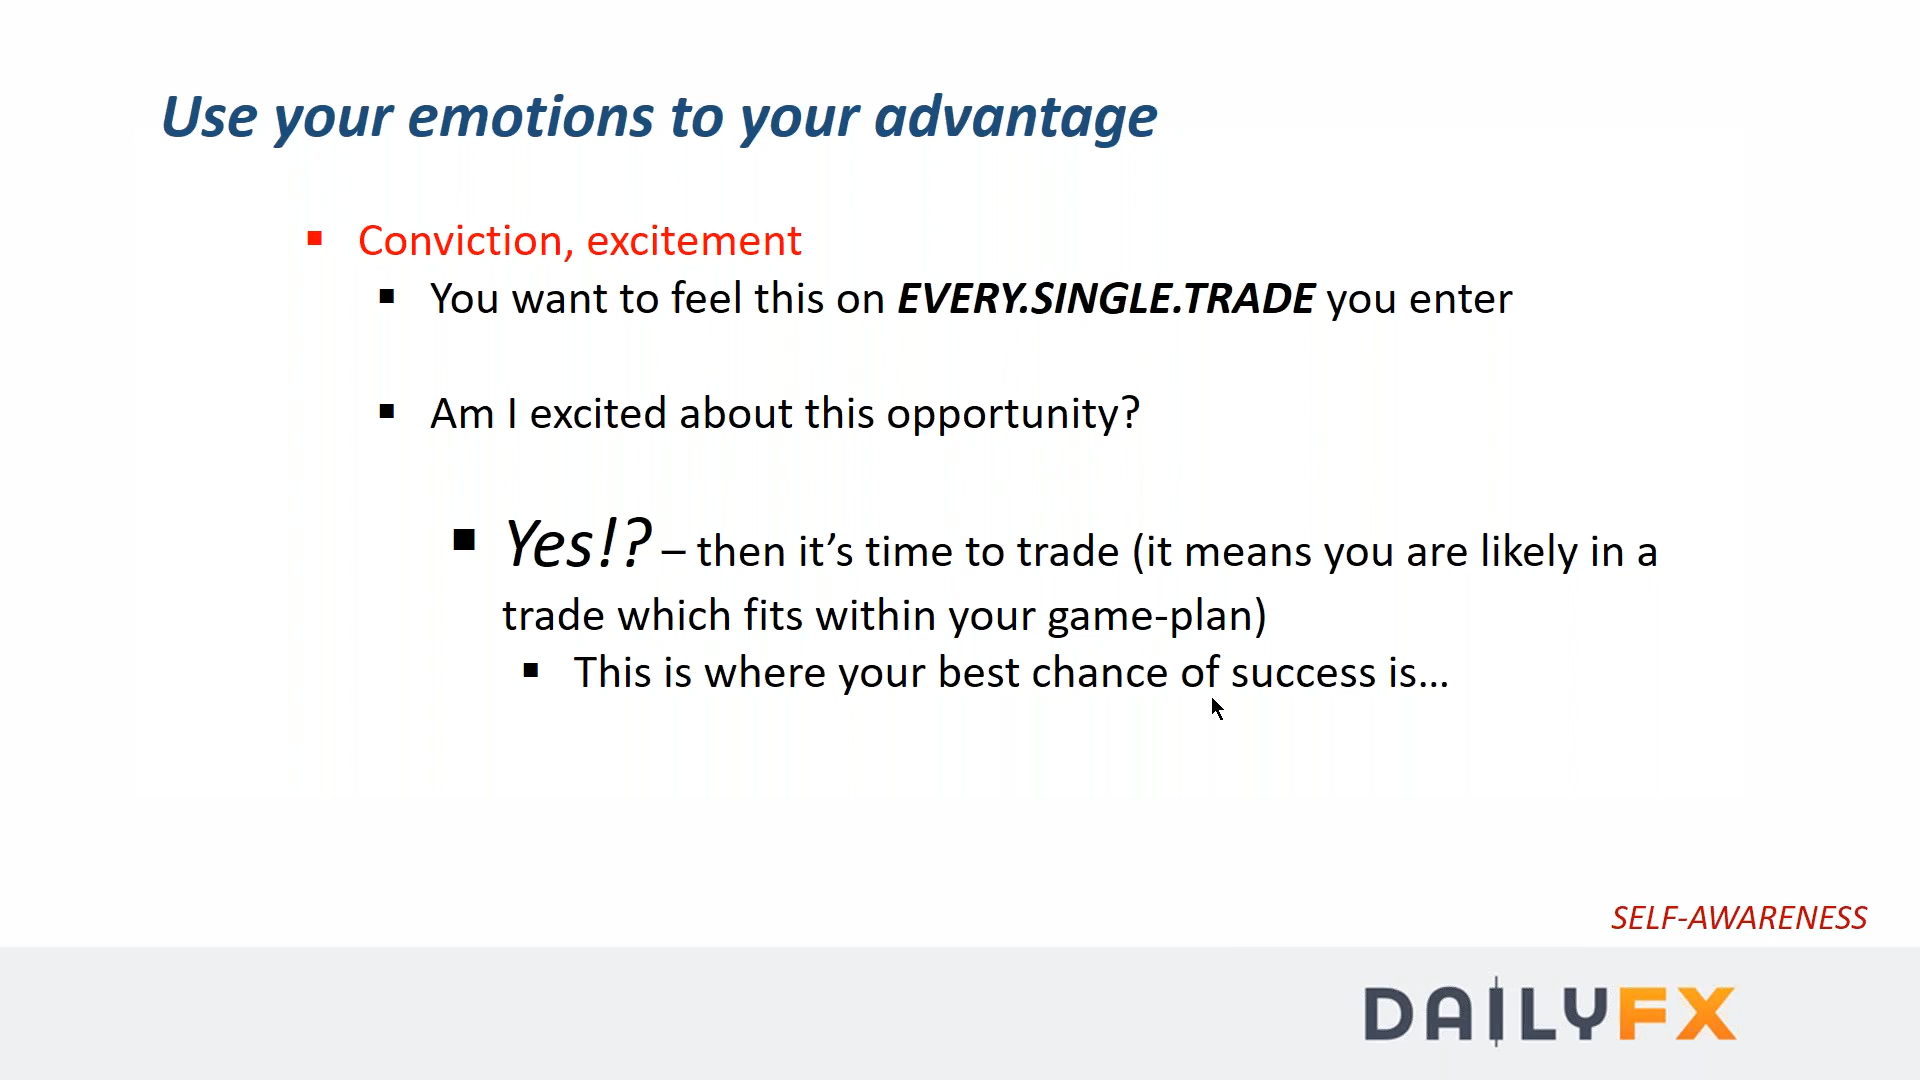 Use your emotions to your advantage
Conviction, excitement
You want to feel this on EVERY.SINGLE.TRADE you enter
Am I excited about this opportunity?
Yes!? – then it’s time to trade (it means you are likely in a
trade which fits within your game-plan)
This is where your best chance of success is…
SELF-AWARENESS
DAILYFX